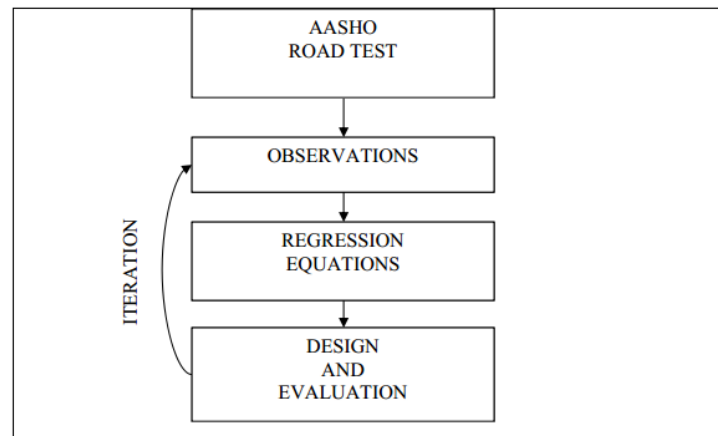 AASHO
ROAD TEST
OBSERVATIONS
REGRESSION
EQUATIONS
ITERATION
DESIGN
AND
EVALUATION